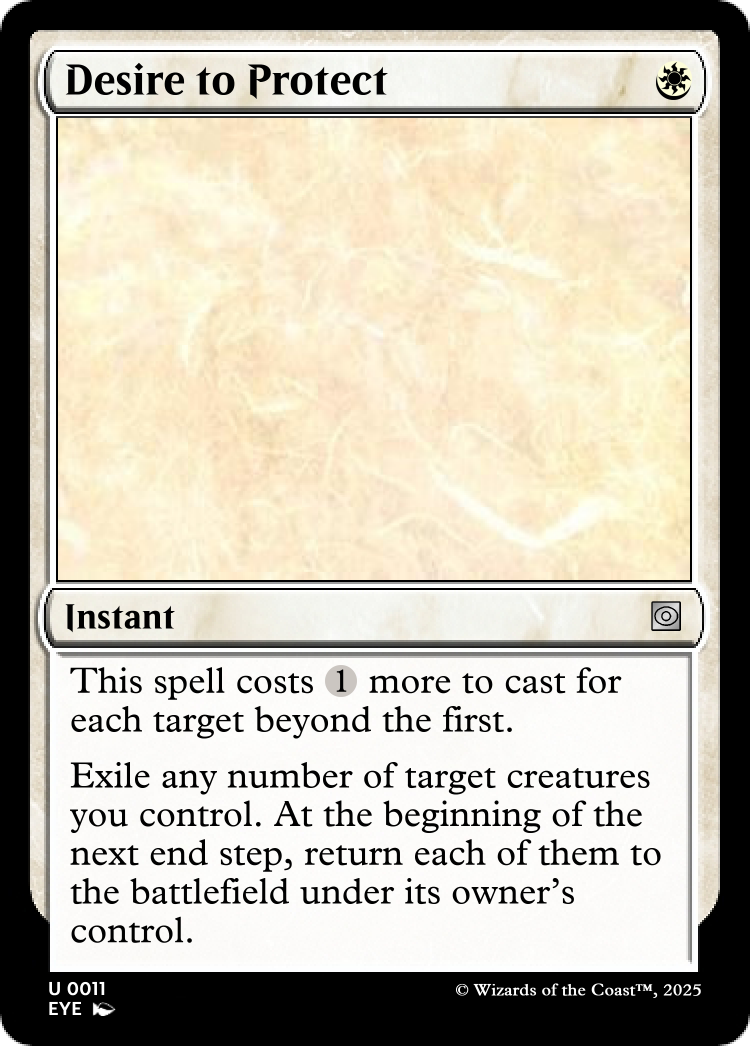 Desire to Protect
Instant
This spell costs 1 more to cast for
each target beyond the first.
Exile any number of target creatures
you control. At the beginning of the
next end step, return each of them to
the battlefield under its owner's
control.
U 0011
EYE
© Wizards of the Coast™, 2025